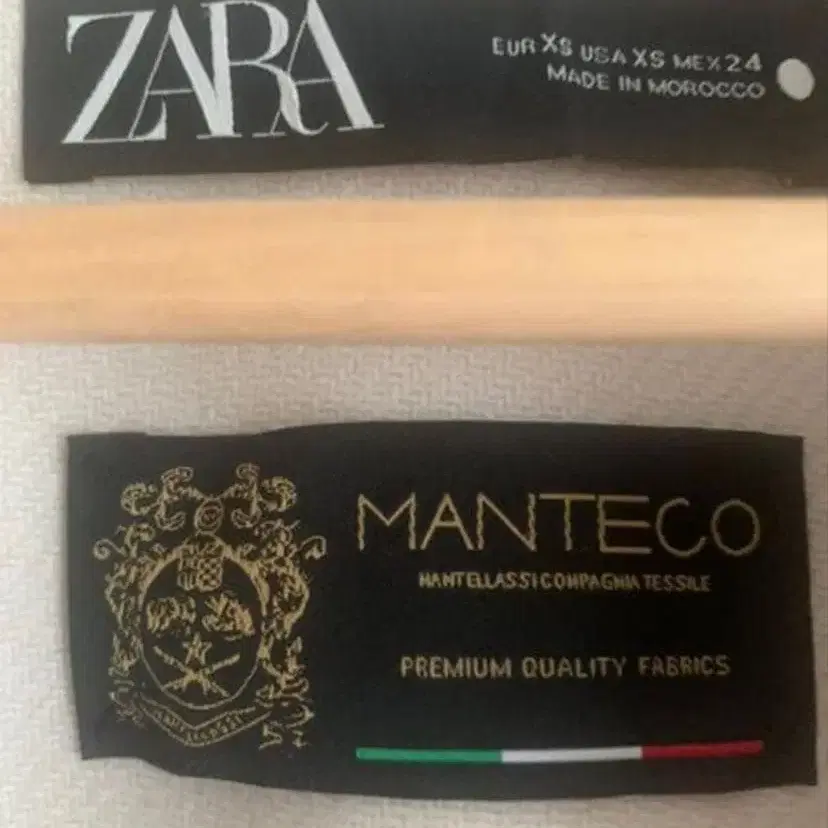 ZARA
EUR XS USA XS MEX 24
MADE IN MOROCCO
MANTECO
MANTELLASSI COMPAGNIA TESSILE
PREMIUM QUALITY FABRICS